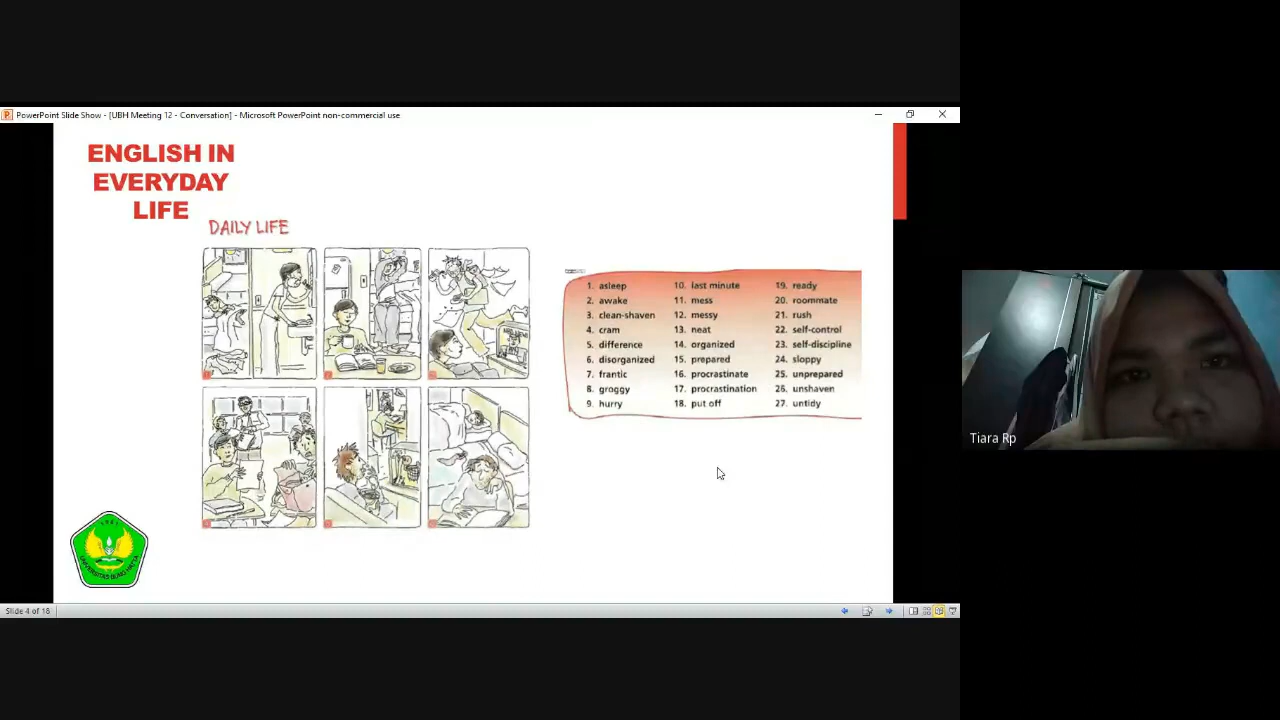 PowerPoint Slide Show - [UBH Meeting 12 - Conversation] - Microsoft PowerPoint non-commercial use
ENGLISH IN
EVERYDAY
LIFE
DAILY LIFE
1. asleep
2. awake
3. clean-shaven
4. cram
5. difference
6. disorganized
7. frantic
8. groggy
9. hurry
10. last minute
11. mess
12. messy
13. neat
14. organized
15. prepared
16. procrastinate
17. procrastination
18. put off
19. ready
20. roommate
21. rush
22. self-control
23. self-discipline
24. sloppy
25. unprepared
26. unshaven
27. untidy
UNIVERSITAS BUNG HATTA
Slide 4 of 18
Tiara Rp